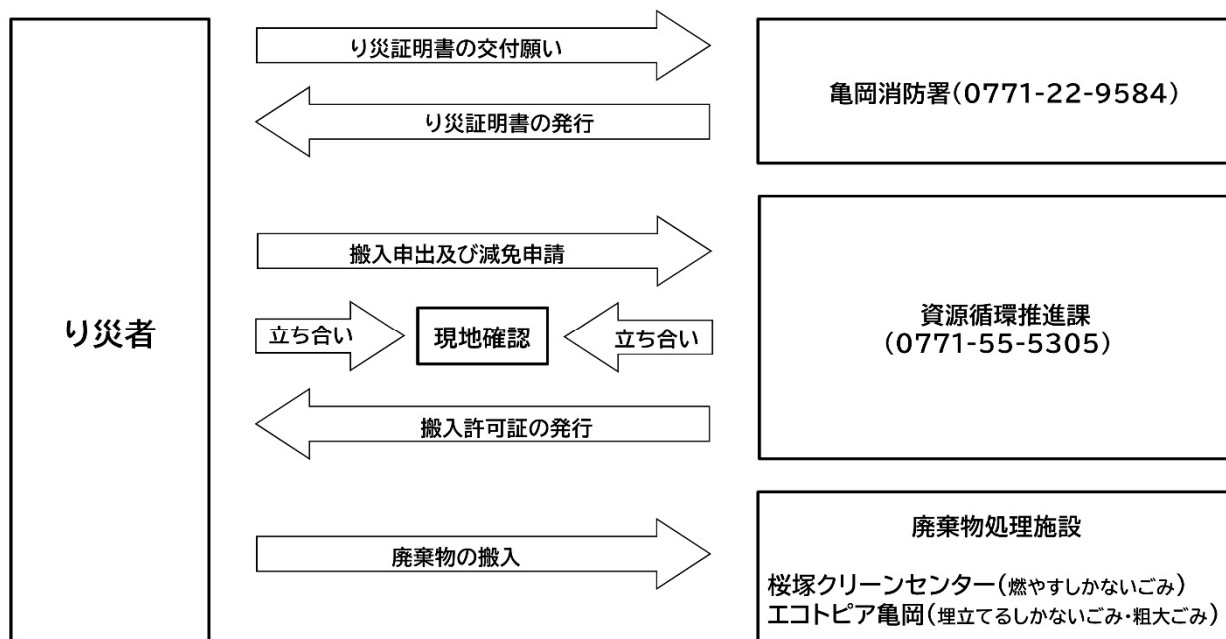 り災者
り災証明書の交付願い
り災証明書の発行
亀岡消防署(0771-22-9584)
搬入申出及び減免申請
立ち合い
現地確認
立ち合い
搬入許可証の発行
資源循環推進課
(0771-55-5305)
廃棄物の搬入
廃棄物処理施設
桜塚クリーンセンター(燃やすしかないごみ)
エコトピア亀岡(埋立てるしかないごみ・粗大ごみ)